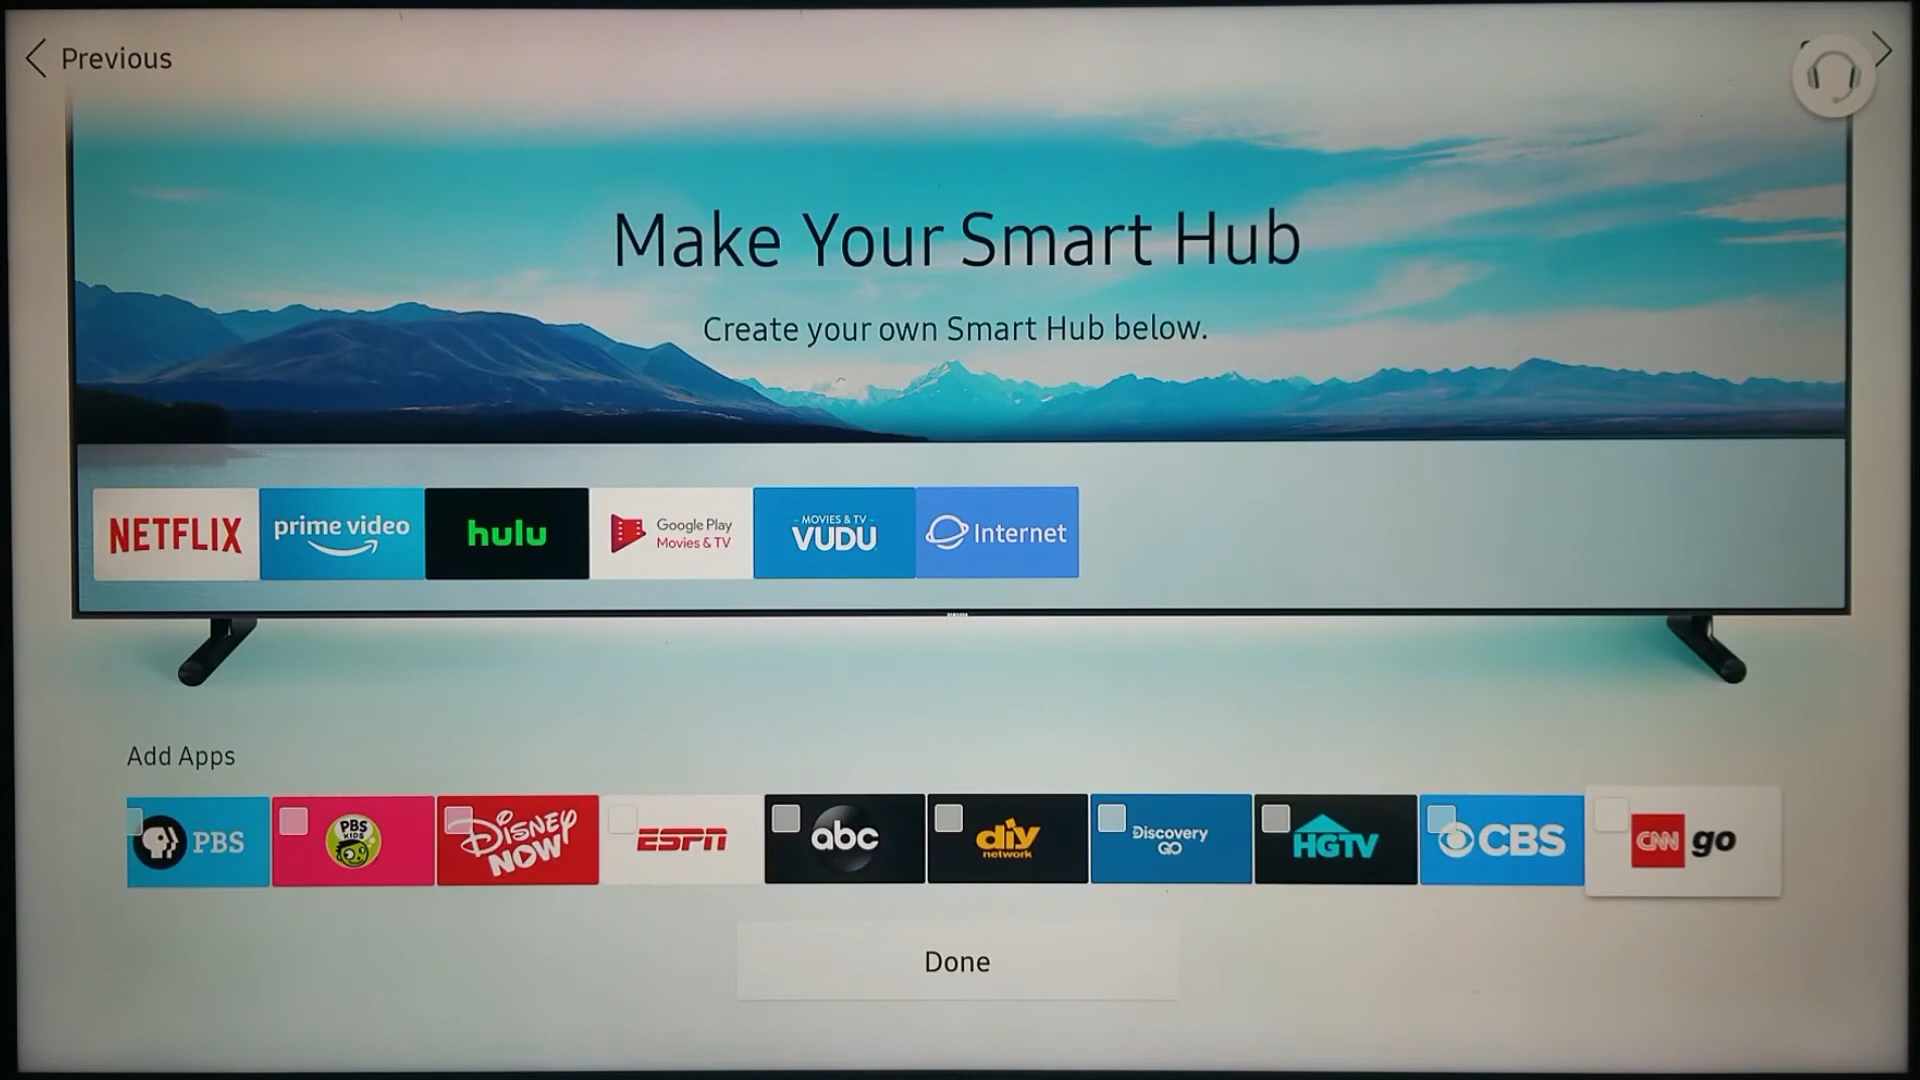 Previous
Make Your Smart Hub
Create your own Smart Hub below.
NETFLIX
prime video
hulu
Google Play
Movies & TV
- MOVIES & TV -
VUDU
Internet
Add Apps
PBS
PBS
KIDS
Disney
NOW
ESPN
abc
diy
network
Discovery
GO
HGTV
CBS
CNN go
Done